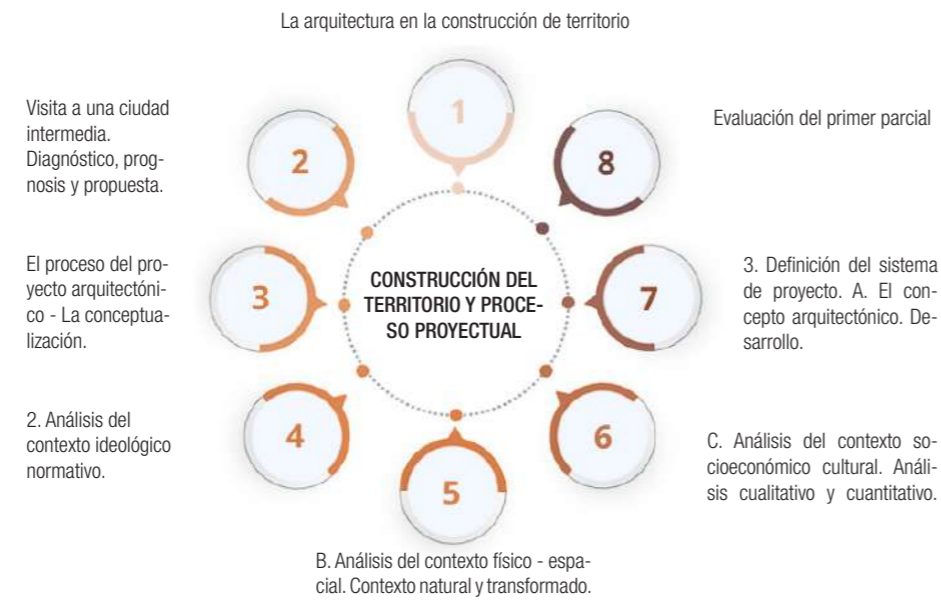 La arquitectura en la construcción de territorio
1
Visita a una ciudad
intermedia.
Diagnóstico, prog-
nosis y propuesta.
2
El proceso del pro-
yecto arquitectóni-
co - La conceptua-
lización.
3
2. Análisis del
contexto ideológico
normativo.
4
B. Análisis del contexto físico - espa-
cial. Contexto natural y transformado.
5
C. Análisis del contexto so-
cioeconómico cultural. Análi-
sis cualitativo y cuantitativo.
6
3. Definición del sistema
de proyecto. A. El con-
cepto arquitectónico. De-
sarrollo.
7
Evaluación del primer parcial
8
CONSTRUCCIÓN DEL
TERRITORIO Y PROCE-
SO PROYECTUAL